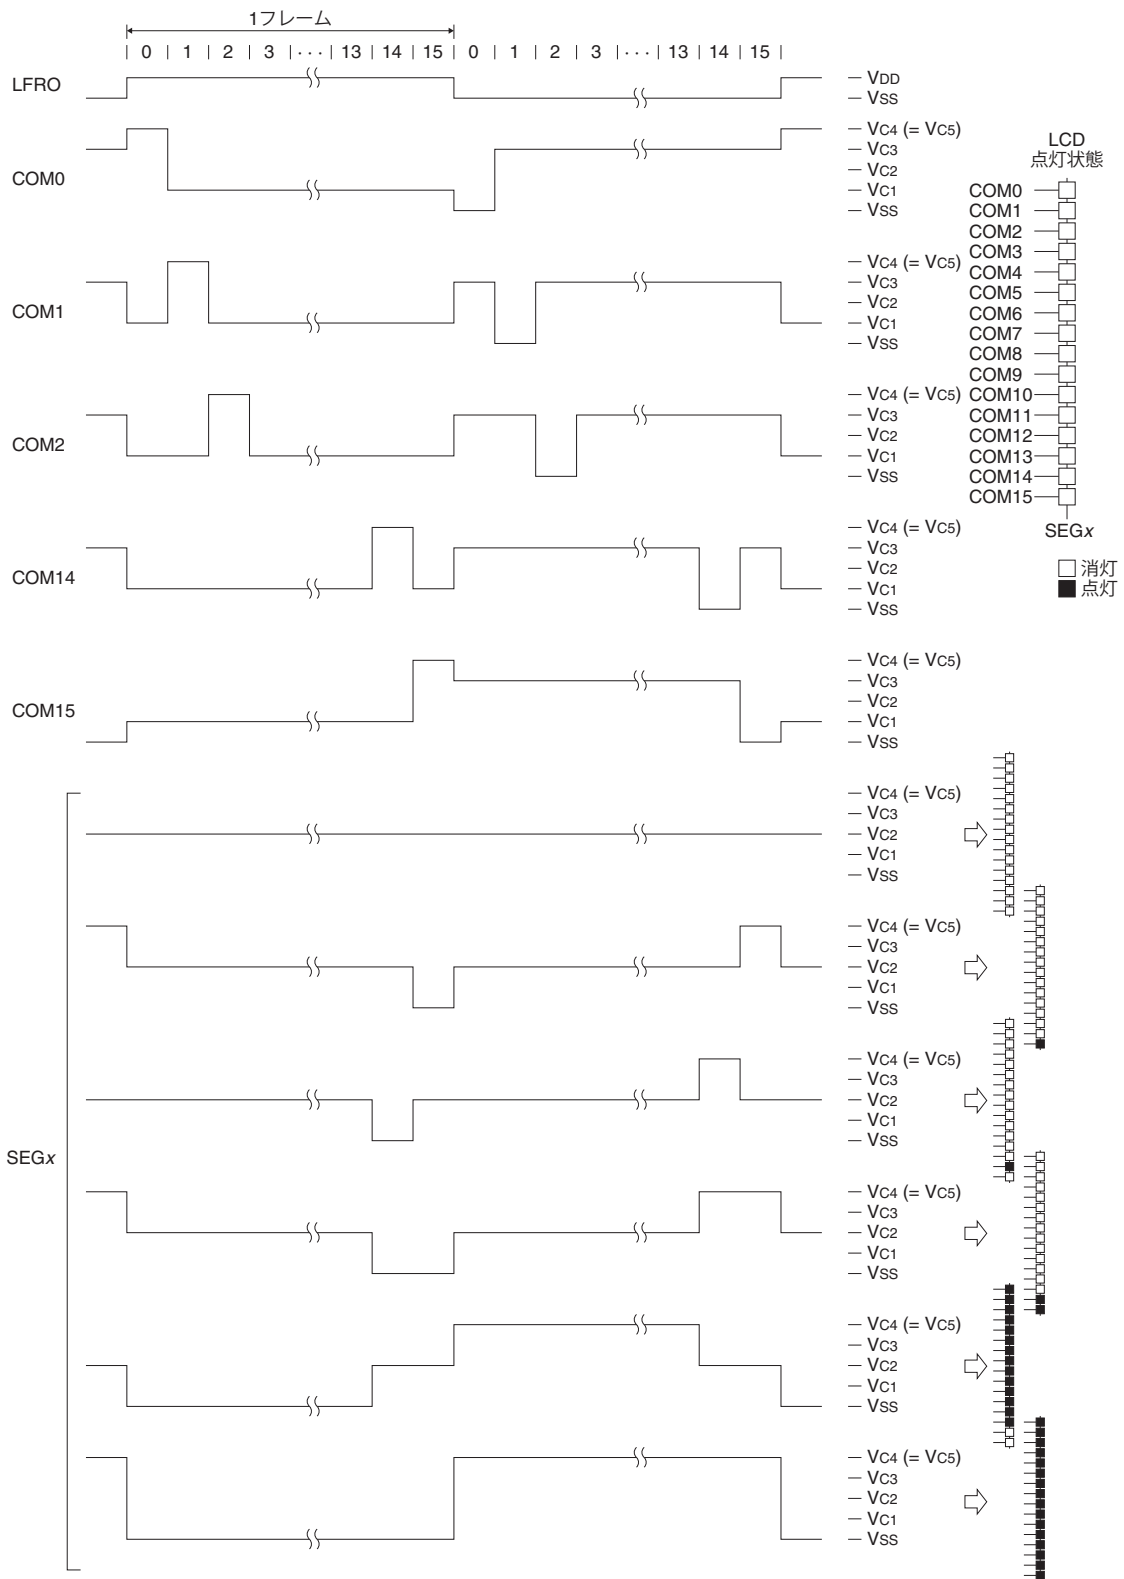 1フレーム
0 1 2 3 ··· 13 14 15 0 1 2 3 ··· 13 14 15
LFRO
VDD
VSS
COM0
VC4 (= VC5)
VC3
VC2
VC1
VSS
COM1
VC4 (= VC5)
VC3
VC2
VC1
VSS
COM2
VC4 (= VC5)
VC3
VC2
VC1
VSS
COM14
VC4 (= VC5)
VC3
VC2
VC1
VSS
COM15
VC4 (= VC5)
VC3
VC2
VC1
VSS
LCD
点灯状態
COM0
COM1
COM2
COM3
COM4
COM5
COM6
COM7
COM8
COM9
COM10
COM11
COM12
COM13
COM14
COM15
SEGx
消灯
点灯
SEGx
VC4 (= VC5)
VC3
VC2
VC1
VSS
VC4 (= VC5)
VC3
VC2
VC1
VSS
VC4 (= VC5)
VC3
VC2
VC1
VSS
VC4 (= VC5)
VC3
VC2
VC1
VSS
VC4 (= VC5)
VC3
VC2
VC1
VSS
VC4 (= VC5)
VC3
VC2
VC1
VSS